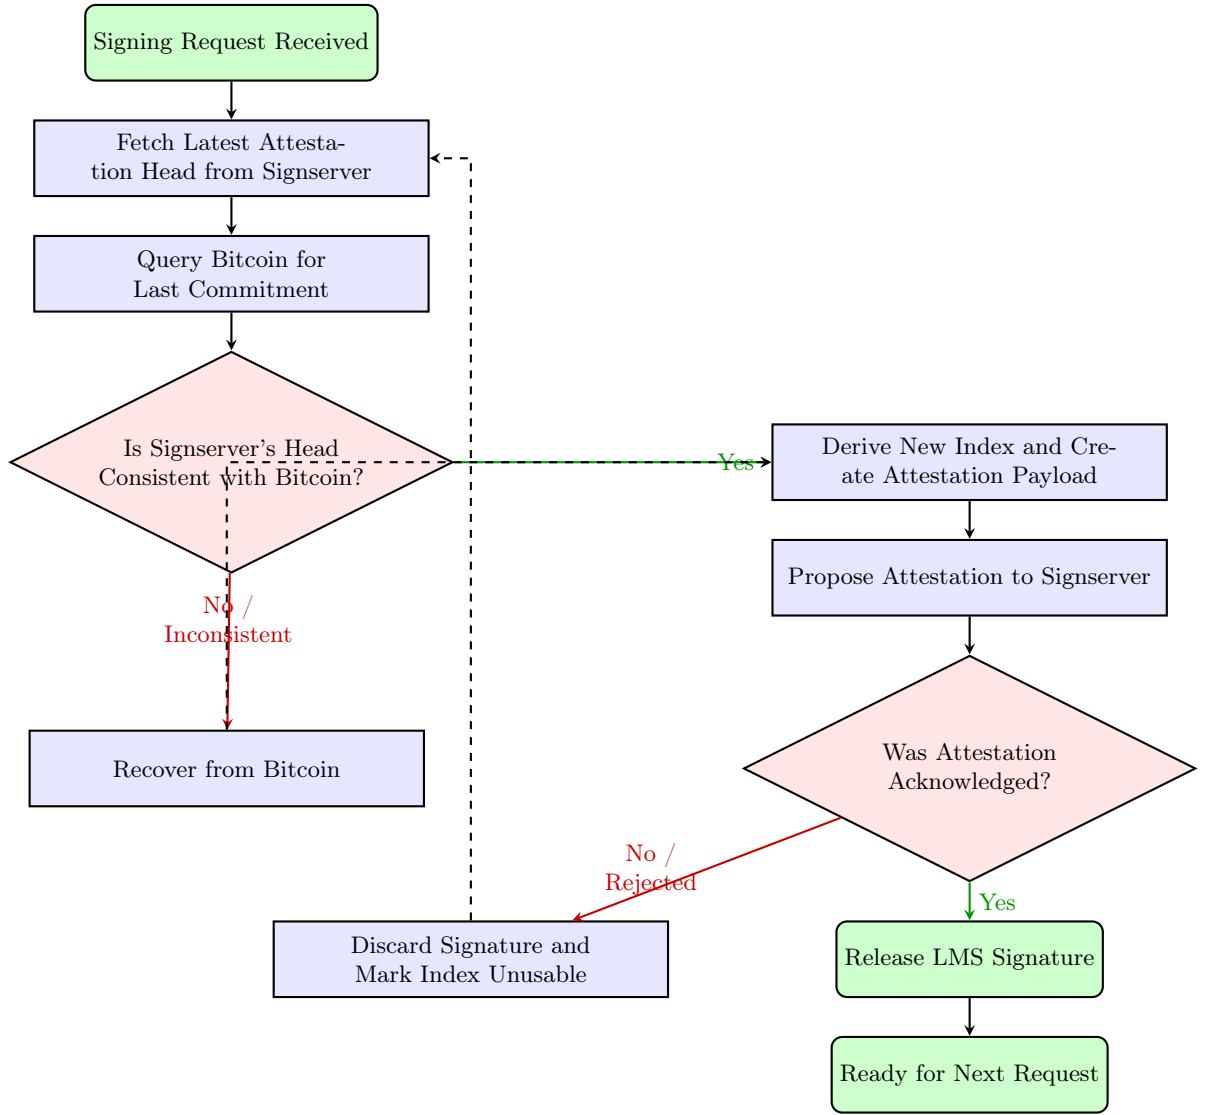 Signing Request Received
Fetch Latest Attesta-
tion Head from Signserver
Query Bitcoin for
Last Commitment
Is Signserver's Head
Consistent with Bitcoin?
Yes
Derive New Index and Cre-
ate Attestation Payload
Propose Attestation to Signserver
No /
Inconsistent
Recover from Bitcoin
Was Attestation
Acknowledged?
No /
Rejected
Yes
Discard Signature and
Mark Index Unusable
Release LMS Signature
Ready for Next Request